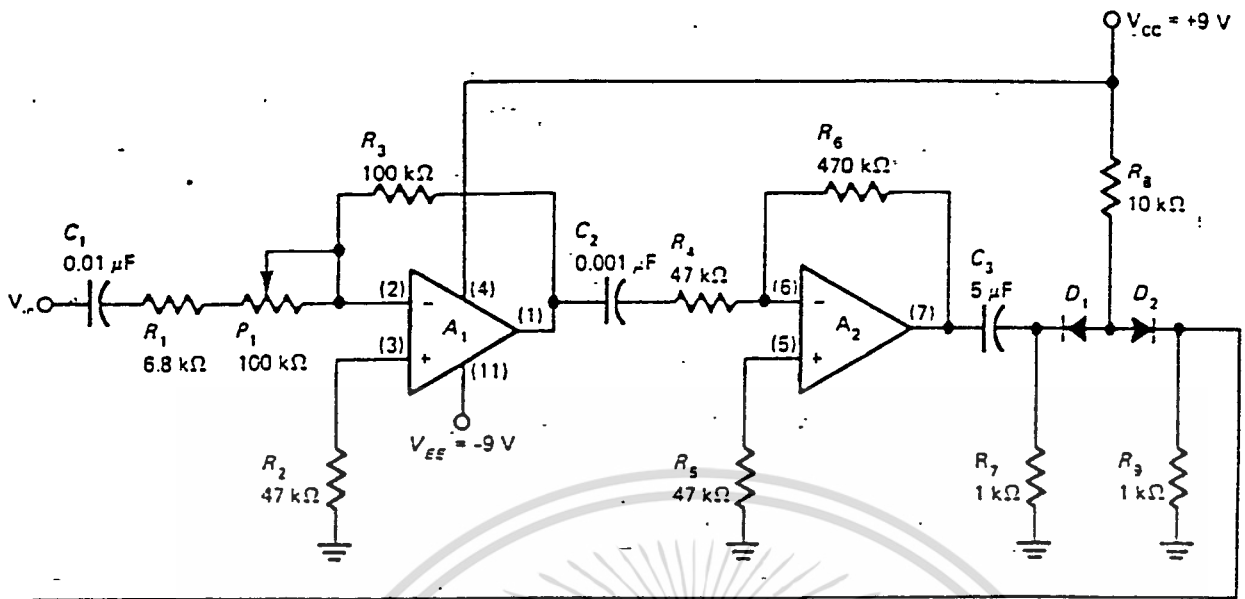 V_CC = +9 V
R_3
100 kΩ
R_6
470 kΩ
R_8
10 kΩ
C_1
0.01 μF
C_2
0.001 μF
R_4
47 kΩ
C_3
5 μF
D_1
D_2
R_1
6.8 kΩ
P_1
100 kΩ
(2)
−
(4)
A_1
(1)
(3)
+
(11)
V_EE = -9 V
(6)
−
A_2
(7)
(5)
+
R_2
47 kΩ
R_5
47 kΩ
R_7
1 kΩ
R_9
1 kΩ